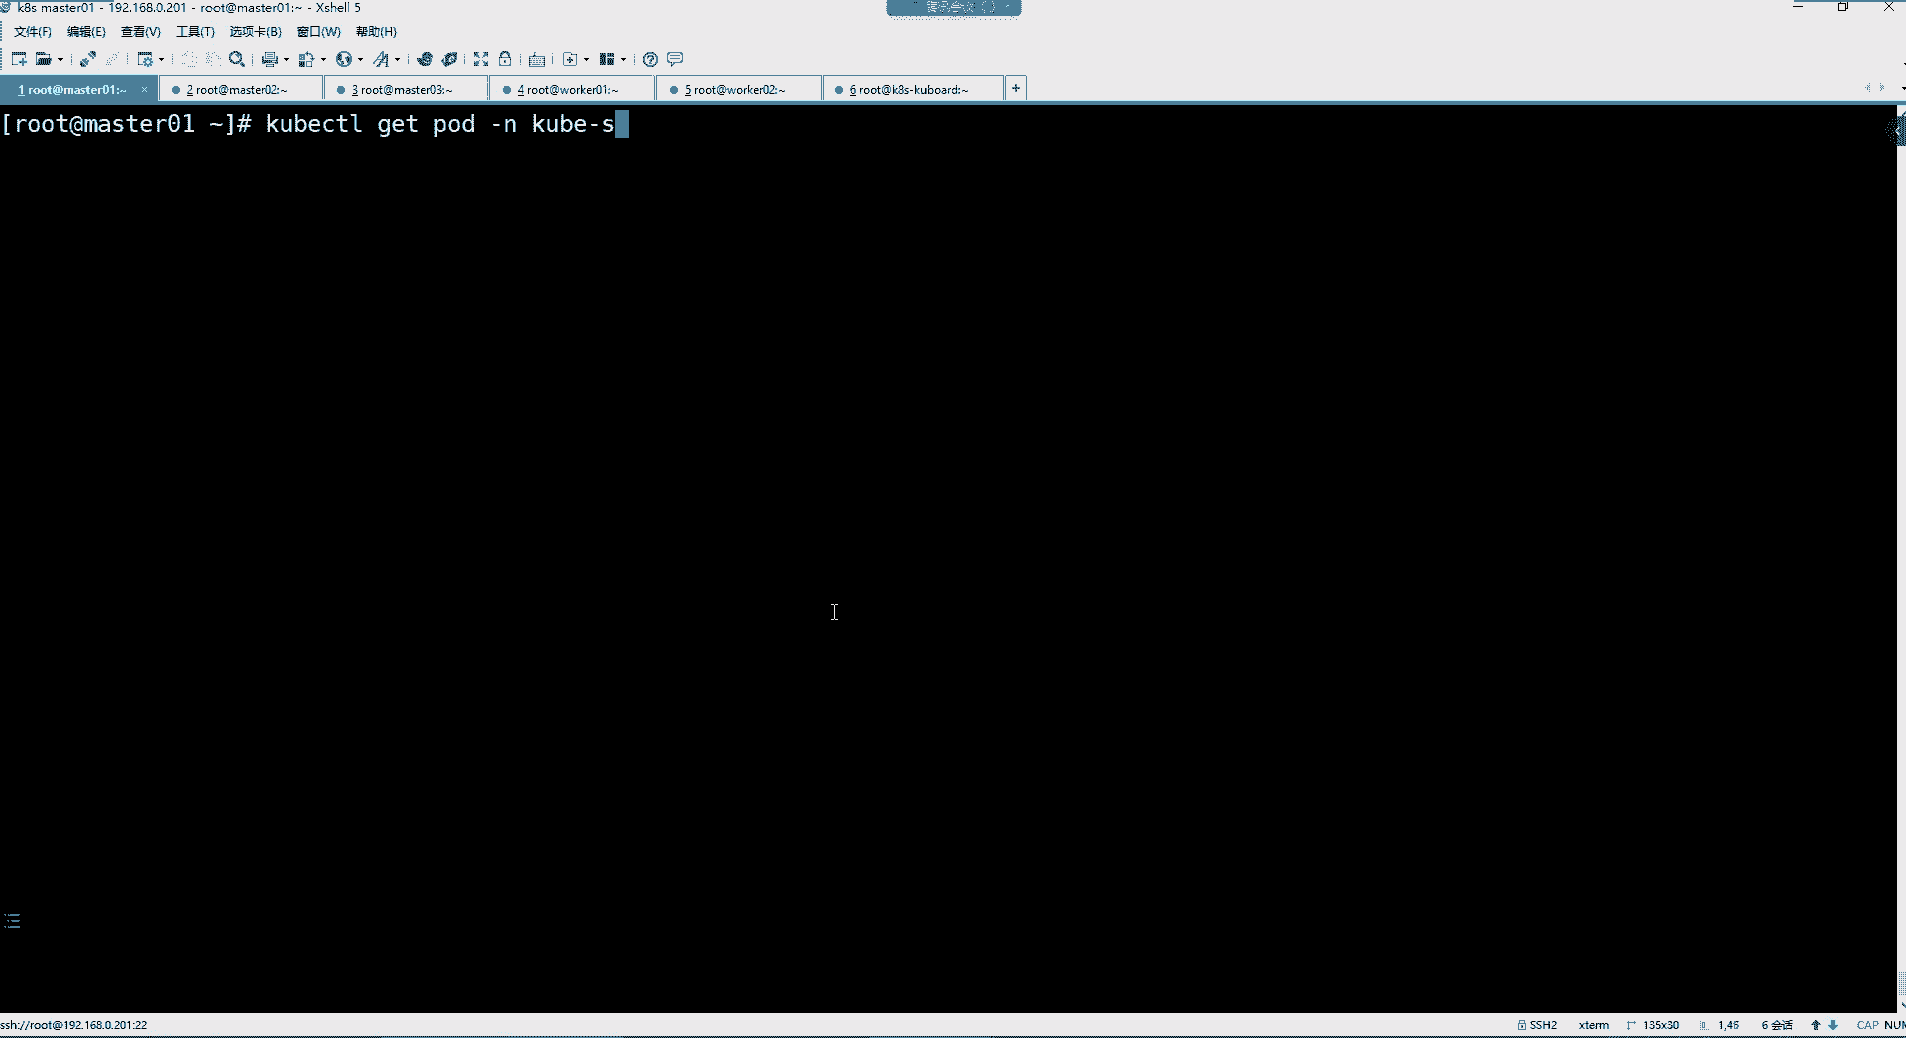 k8s master01 - 192.168.0.201 - root@master01:~ - Xshell 5
文件(F) 编辑(E) 查看(V) 工具(T) 选项卡(B) 窗口(W) 帮助(H)
1 root@master01:~ × 2 root@master02:~ 3 root@master03:~ 4 root@worker01:~ 5 root@worker02:~ 6 root@k8s-kuboard:~ +
[root@master01 ~]# kubectl get pod -n kube-s
ssh://root@192.168.0.201:22 SSH2 xterm 135x30 1,46 6 会话 CAP NUM